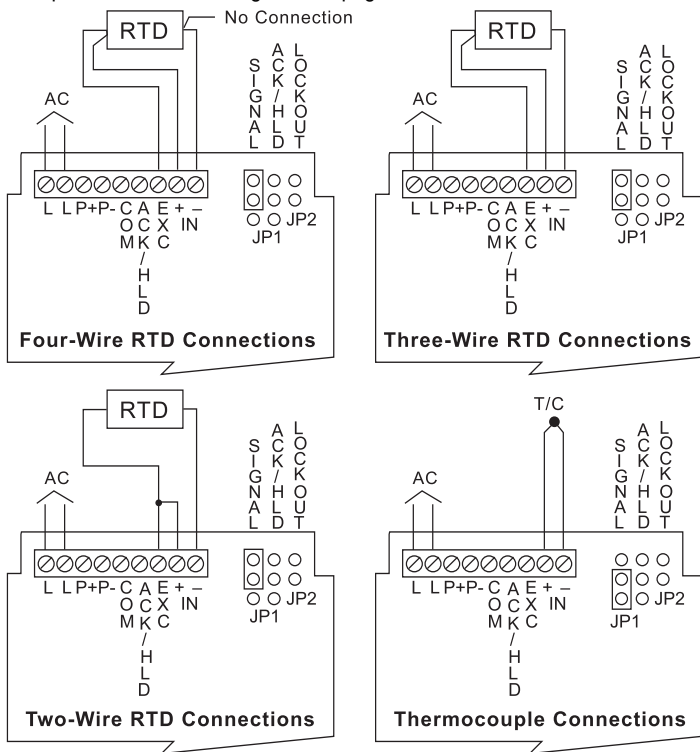 RTD
No Connection
SIGNAL
ACK/HLD
LOCKOUT
AC
L L P+ P- COM ACK/HLD EXC + – IN
JP1
JP2
Four-Wire RTD Connections
RTD
SIGNAL
ACK/HLD
LOCKOUT
AC
L L P+ P- COM ACK/HLD EXC + – IN
JP1
JP2
Three-Wire RTD Connections
RTD
SIGNAL
ACK/HLD
LOCKOUT
AC
L L P+ P- COM ACK/HLD EXC + – IN
JP1
JP2
Two-Wire RTD Connections
T/C
SIGNAL
ACK/HLD
LOCKOUT
AC
L L P+ P- COM ACK/HLD EXC + – IN
JP1
JP2
Thermocouple Connections